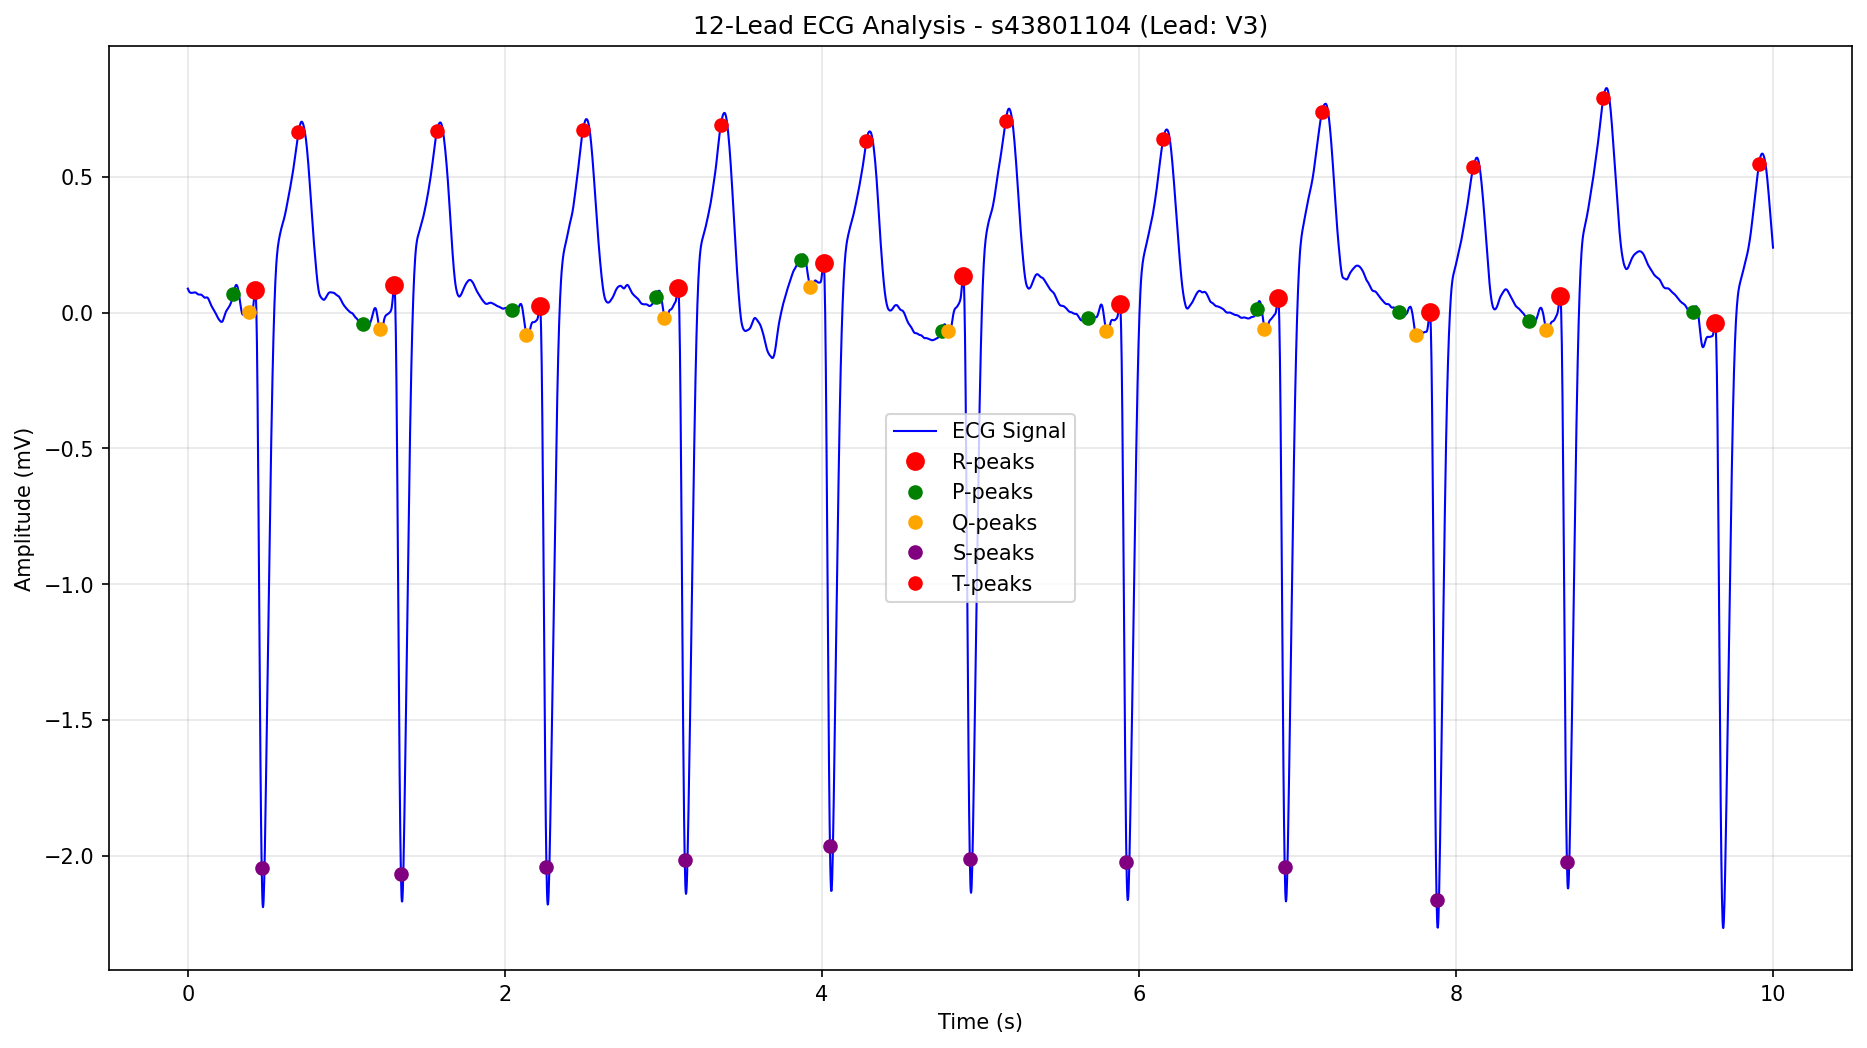 12-Lead ECG Analysis - s43801104 (Lead: V3)
Amplitude (mV)
0.5
0.0
−0.5
−1.0
−1.5
−2.0
ECG Signal
R-peaks
P-peaks
Q-peaks
S-peaks
T-peaks
0 2 4 6 8 10
Time (s)